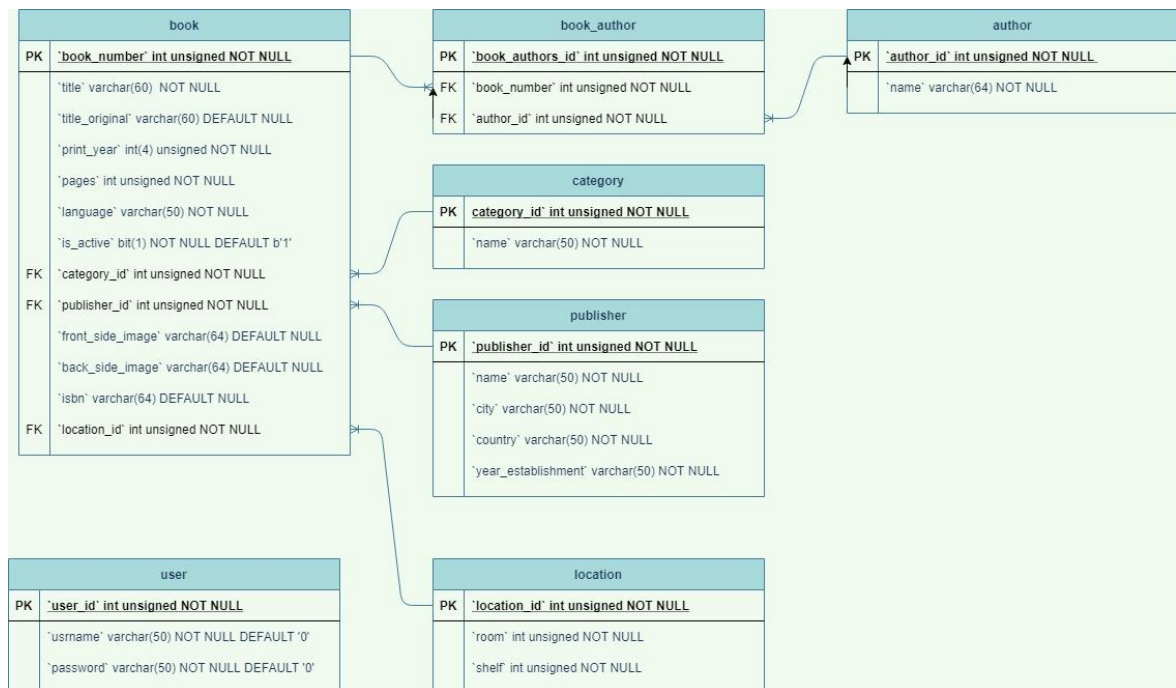 book
PK `book_number` int unsigned NOT NULL
`title` varchar(60) NOT NULL
`title_original` varchar(60) DEFAULT NULL
`print_year` int(4) unsigned NOT NULL
`pages` int unsigned NOT NULL
`language` varchar(50) NOT NULL
`is_active` bit(1) NOT NULL DEFAULT b'1'
FK `category_id` int unsigned NOT NULL
FK `publisher_id` int unsigned NOT NULL
`front_side_image` varchar(64) DEFAULT NULL
`back_side_image` varchar(64) DEFAULT NULL
`isbn` varchar(64) DEFAULT NULL
FK `location_id` int unsigned NOT NULL
book_author
PK `book_authors_id` int unsigned NOT NULL
FK `book_number` int unsigned NOT NULL
FK `author_id` int unsigned NOT NULL
author
PK `author_id` int unsigned NOT NULL
`name` varchar(64) NOT NULL
category
PK category_id` int unsigned NOT NULL
`name` varchar(50) NOT NULL
publisher
PK `publisher_id` int unsigned NOT NULL
`name` varchar(50) NOT NULL
`city` varchar(50) NOT NULL
`country` varchar(50) NOT NULL
`year_establishment` varchar(50) NOT NULL
user
PK `user_id` int unsigned NOT NULL
`usrname` varchar(50) NOT NULL DEFAULT '0'
`password` varchar(50) NOT NULL DEFAULT '0'
location
PK `location_id` int unsigned NOT NULL
`room` int unsigned NOT NULL
`shelf` int unsigned NOT NULL